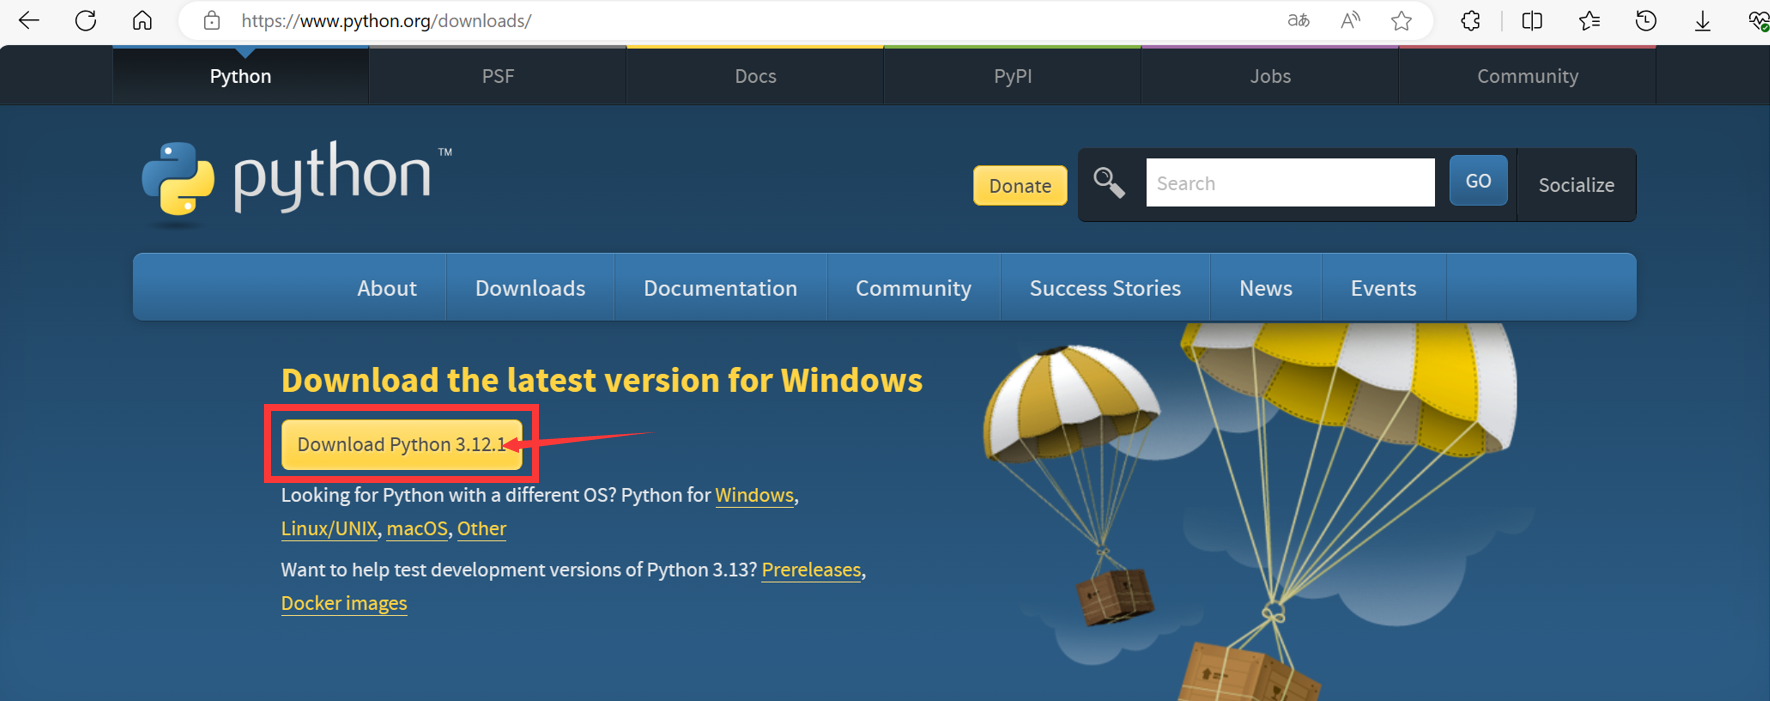 https://www.python.org/downloads/
Python PSF Docs PyPI Jobs Community
python™
Donate Search GO Socialize
About Downloads Documentation Community Success Stories News Events
Download the latest version for Windows
Download Python 3.12.1
Looking for Python with a different OS? Python for Windows,
Linux/UNIX, macOS, Other
Want to help test development versions of Python 3.13? Prereleases,
Docker images